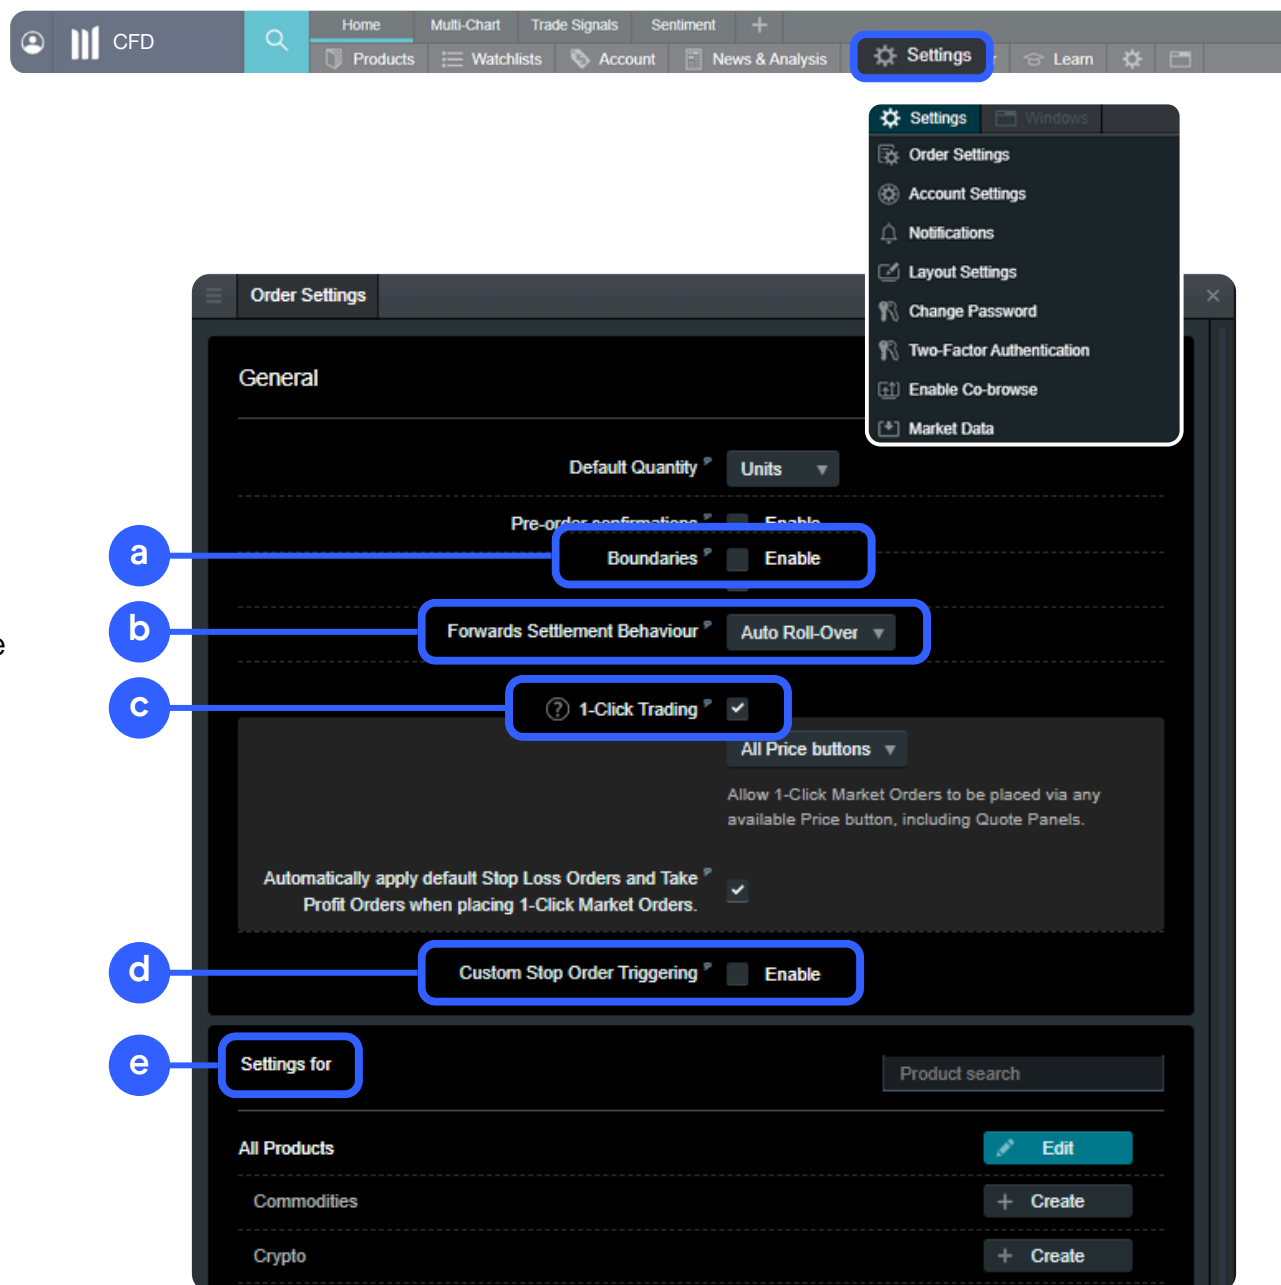 CFD
Home Multi-Chart Trade Signals Sentiment
Products Watchlists Account News & Analysis Settings Learn
Settings Windows
Order Settings
Account Settings
Notifications
Layout Settings
Change Password
Two-Factor Authentication
Enable Co-browse
Market Data
Order Settings
General
Default Quantity Units
Pre-order confirmations Enable
a Boundaries Enable
e
b Forwards Settlement Behaviour Auto Roll-Over
c ? 1-Click Trading
All Price buttons
Allow 1-Click Market Orders to be placed via any
available Price button, including Quote Panels.
Automatically apply default Stop Loss Orders and Take
Profit Orders when placing 1-Click Market Orders.
d Custom Stop Order Triggering Enable
e Settings for
Product search
All Products Edit
Commodities + Create
Crypto + Create